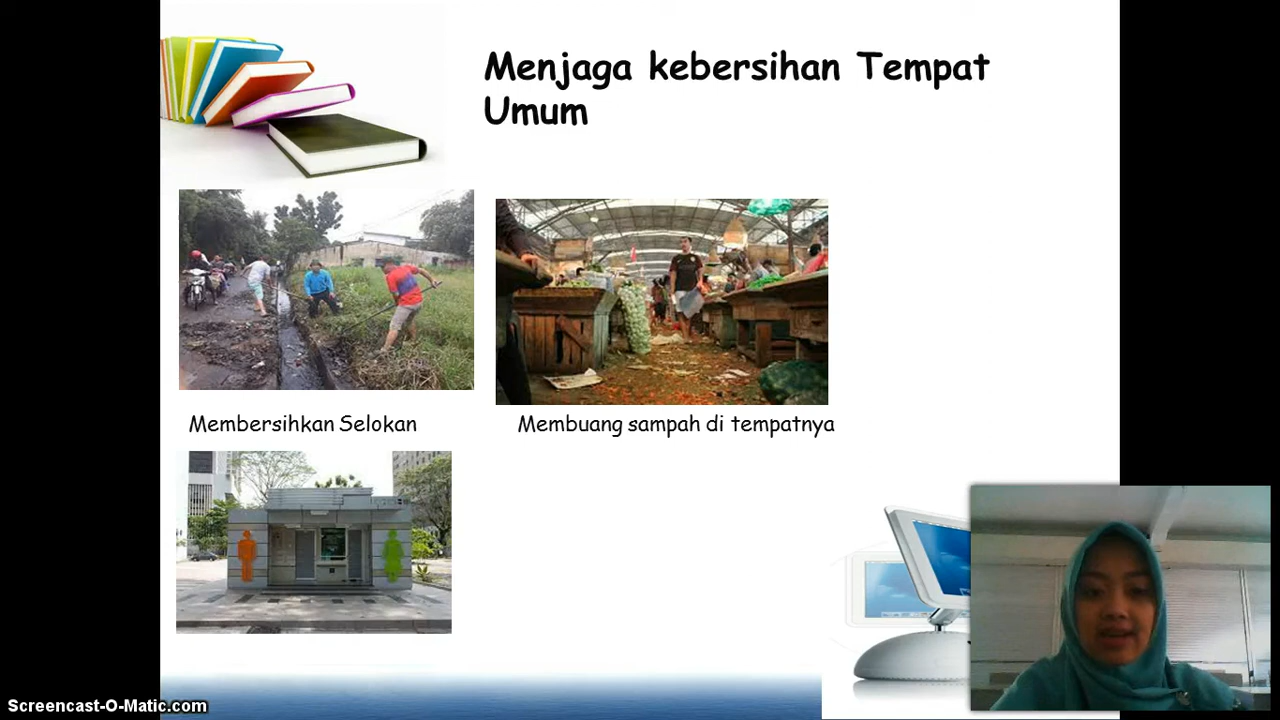 Menjaga kebersihan Tempat
Umum
Membersihkan Selokan
Membuang sampah di tempatnya
Screencast-O-Matic.com